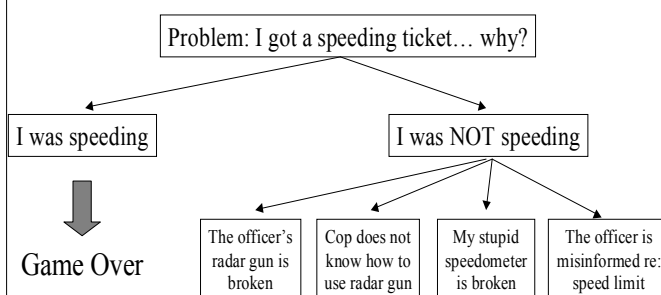 Problem: I got a speeding ticket… why?
I was speeding
I was NOT speeding
Game Over
The officer's
radar gun is
broken
Cop does not
know how to
use radar gun
My stupid
speedometer
is broken
The officer is
misinformed re:
speed limit